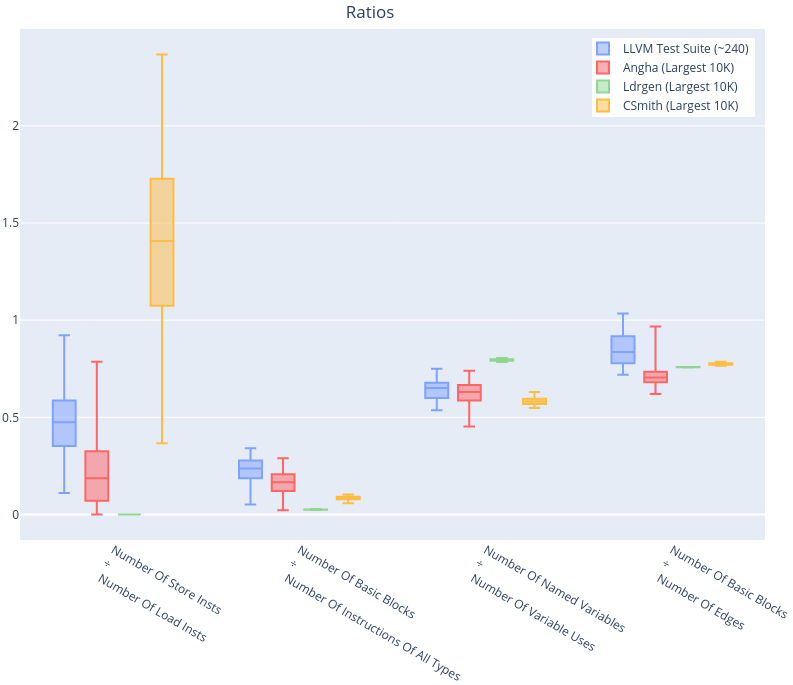 Ratios
LLVM Test Suite (~240)
Angha (Largest 10K)
Ldrgen (Largest 10K)
CSmith (Largest 10K)
2
1.5
1
0.5
0
Number Of Store Insts
÷
Number Of Load Insts
Number Of Basic Blocks
÷
Number Of Instructions Of All Types
Number Of Named Variables
÷
Number Of Variable Uses
Number Of Basic Blocks
÷
Number Of Edges